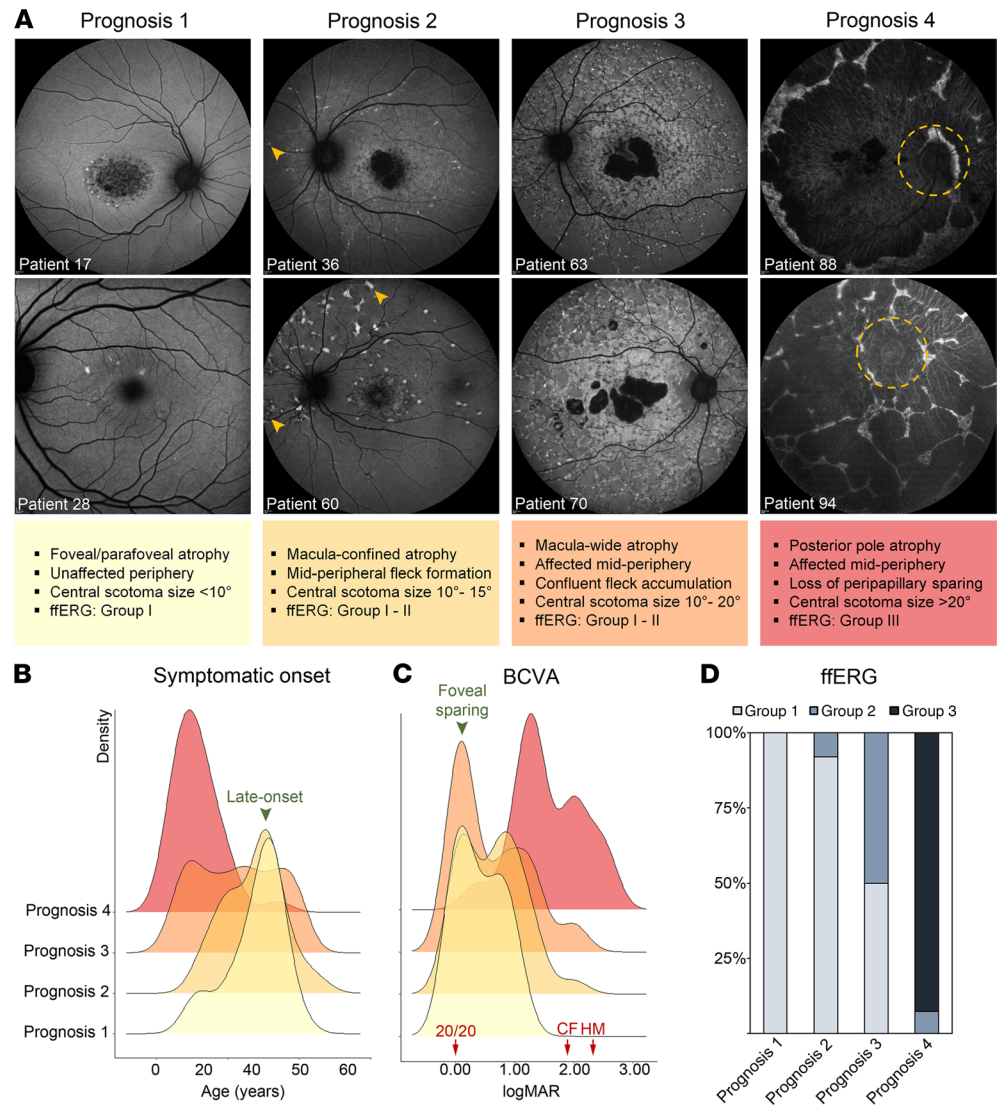 A
Prognosis 1
Prognosis 2
Prognosis 3
Prognosis 4
Patient 17
Patient 36
Patient 63
Patient 88
Patient 28
Patient 60
Patient 70
Patient 94
▪ Foveal/parafoveal atrophy
▪ Unaffected periphery
▪ Central scotoma size <10°
▪ ffERG: Group I
▪ Macula-confined atrophy
▪ Mid-peripheral fleck formation
▪ Central scotoma size 10°- 15°
▪ ffERG: Group I - II
▪ Macula-wide atrophy
▪ Affected mid-periphery
▪ Confluent fleck accumulation
▪ Central scotoma size 10°- 20°
▪ ffERG: Group I - II
▪ Posterior pole atrophy
▪ Affected mid-periphery
▪ Loss of peripapillary sparing
▪ Central scotoma size >20°
▪ ffERG: Group III
B
Symptomatic onset
Density
Late-onset
Prognosis 4
Prognosis 3
Prognosis 2
Prognosis 1
0 20 40 50 60
Age (years)
C
BCVA
Foveal
sparing
20/20
CF HM
0.00 1.00 2.00 3.00
logMAR
D
ffERG
Group 1 Group 2 Group 3
100%
75%
50%
25%
Prognosis 1
Prognosis 2
Prognosis 3
Prognosis 4